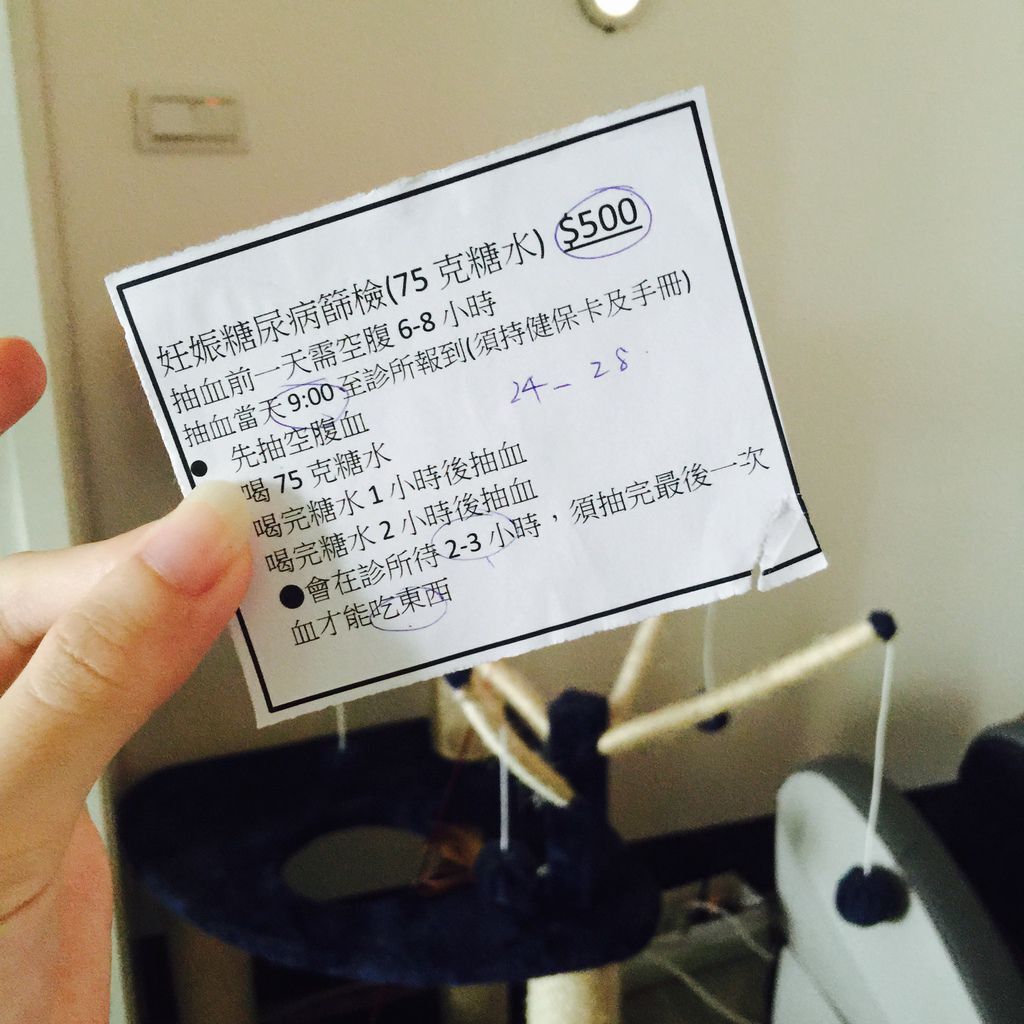 妊娠糖尿病篩檢(75 克糖水) $500
抽血前一天需空腹 6-8 小時
抽血當天 9:00 至診所報到(須持健保卡及手冊)
24 - 28
● 先抽空腹血
喝 75 克糖水
喝完糖水 1 小時後抽血
喝完糖水 2 小時後抽血
●會在診所待 2-3 小時，須抽完最後一次
血才能吃東西